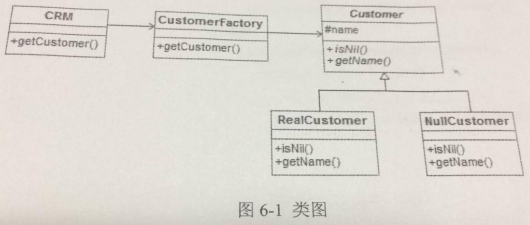 CRM
+getCustomer()
CustomerFactory
+getCustomer()
Customer
#name
+isNil()
+getName()
RealCustomer
+isNil()
+getName()
NullCustomer
+isNil()
+getName()
图 6-1 类图